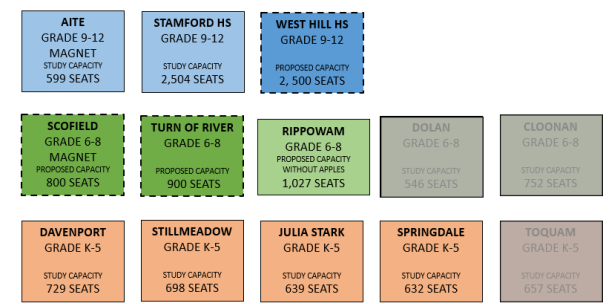 AITE
GRADE 9-12
MAGNET
STUDY CAPACITY
599 SEATS
STAMFORD HS
GRADE 9-12
STUDY CAPACITY
2,504 SEATS
WEST HILL HS
GRADE 9-12
PROPOSED CAPACITY
2, 500 SEATS
SCOFIELD
GRADE 6-8
MAGNET
PROPOSED CAPACITY
800 SEATS
TURN OF RIVER
GRADE 6-8
PROPOSED CAPACITY
900 SEATS
RIPPOWAM
GRADE 6-8
PROPOSED CAPACITY
WITHOUT APPLES
1,027 SEATS
DOLAN
GRADE 6-8
STUDY CAPACITY
546 SEATS
CLOONAN
GRADE 6-8
STUDY CAPACITY
752 SEATS
DAVENPORT
GRADE K-5
STUDY CAPACITY
729 SEATS
STILLMEADOW
GRADE K-5
STUDY CAPACITY
698 SEATS
JULIA STARK
GRADE K-5
STUDY CAPACITY
639 SEATS
SPRINGDALE
GRADE K-5
STUDY CAPACITY
632 SEATS
TOQUAM
GRADE K-5
STUDY CAPACITY
657 SEATS